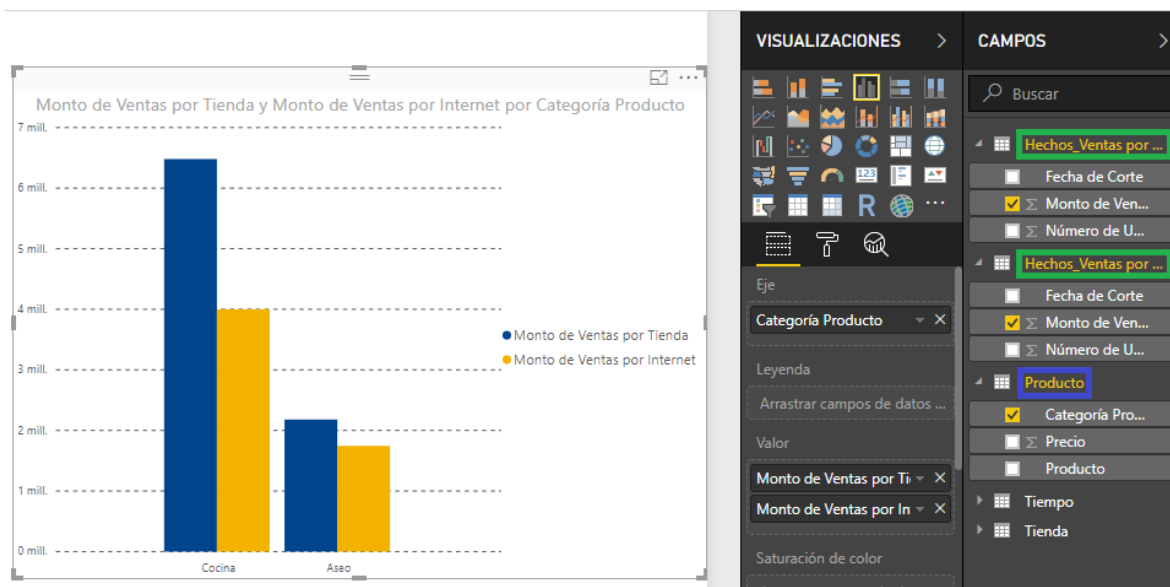 Monto de Ventas por Tienda y Monto de Ventas por Internet por Categoría Producto
7 mill.
6 mill.
5 mill.
4 mill.
3 mill.
2 mill.
1 mill.
0 mill.
Cocina
Aseo
Monto de Ventas por Tienda
Monto de Ventas por Internet
VISUALIZACIONES
123
R
Eje
Categoría Producto
Leyenda
Arrastrar campos de datos ...
Valor
Monto de Ventas por Ti
Monto de Ventas por In
Saturación de color
CAMPOS
Buscar
Hechos_Ventas por ...
Fecha de Corte
Σ Monto de Ven...
Σ Número de U...
Hechos_Ventas por ...
Fecha de Corte
Σ Monto de Ven...
Σ Número de U...
Producto
Categoría Pro...
Σ Precio
Producto
Tiempo
Tienda